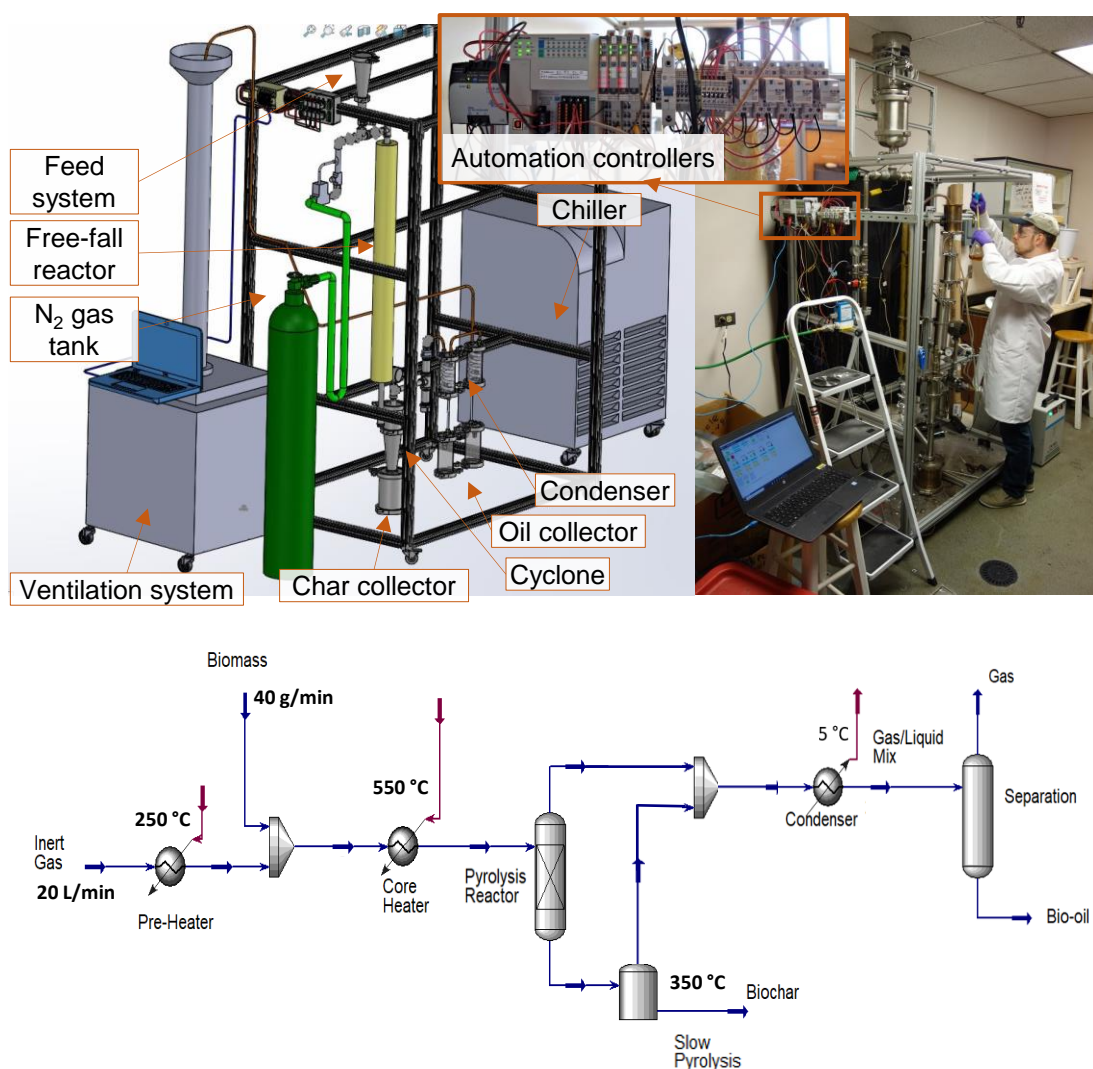 Automation controllers
Feed
system
Free-fall
reactor
N₂ gas
tank
Chiller
Condenser
Oil collector
Cyclone
Char collector
Ventilation system
Biomass
40 g/min
250 °C
Inert
Gas
20 L/min
Pre-Heater
550 °C
Core
Heater
Pyrolysis
Reactor
350 °C
Biochar
Slow
Pyrolysis
5 °C
Gas/Liquid
Mix
Condenser
Gas
Separation
Bio-oil